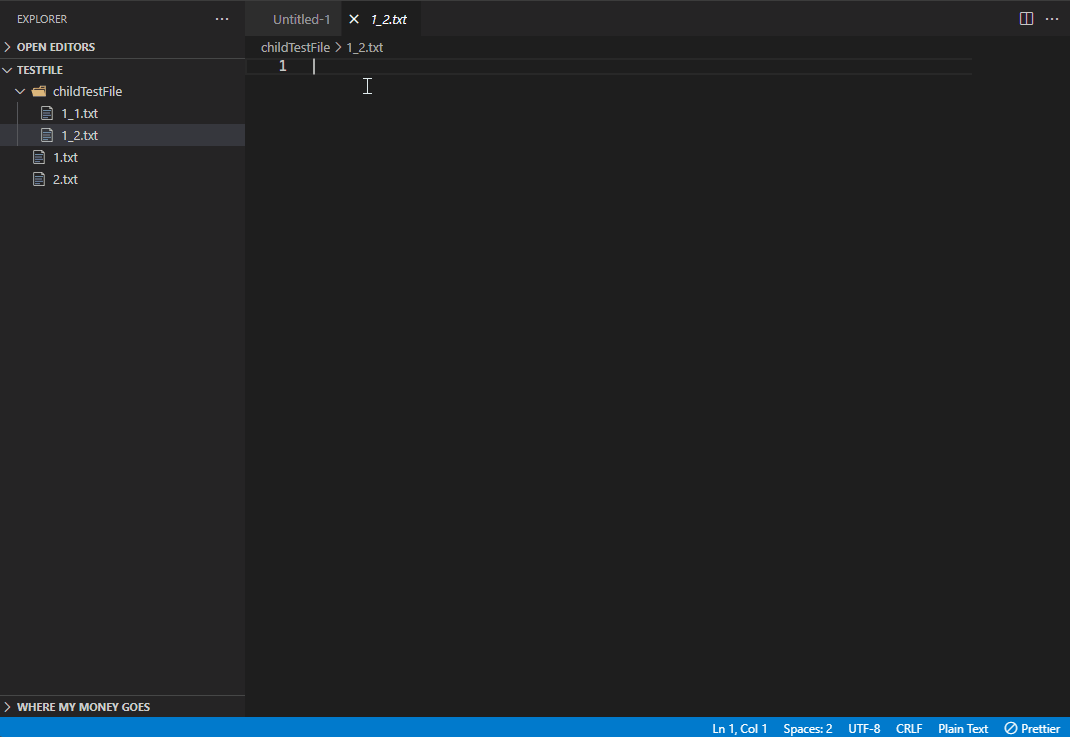 EXPLORER
OPEN EDITORS
TESTFILE
childTestFile
1_1.txt
1_2.txt
1.txt
2.txt
WHERE MY MONEY GOES
Untitled-1
1_2.txt
childTestFile > 1_2.txt
1
Ln 1, Col 1 Spaces: 2 UTF-8 CRLF Plain Text Prettier